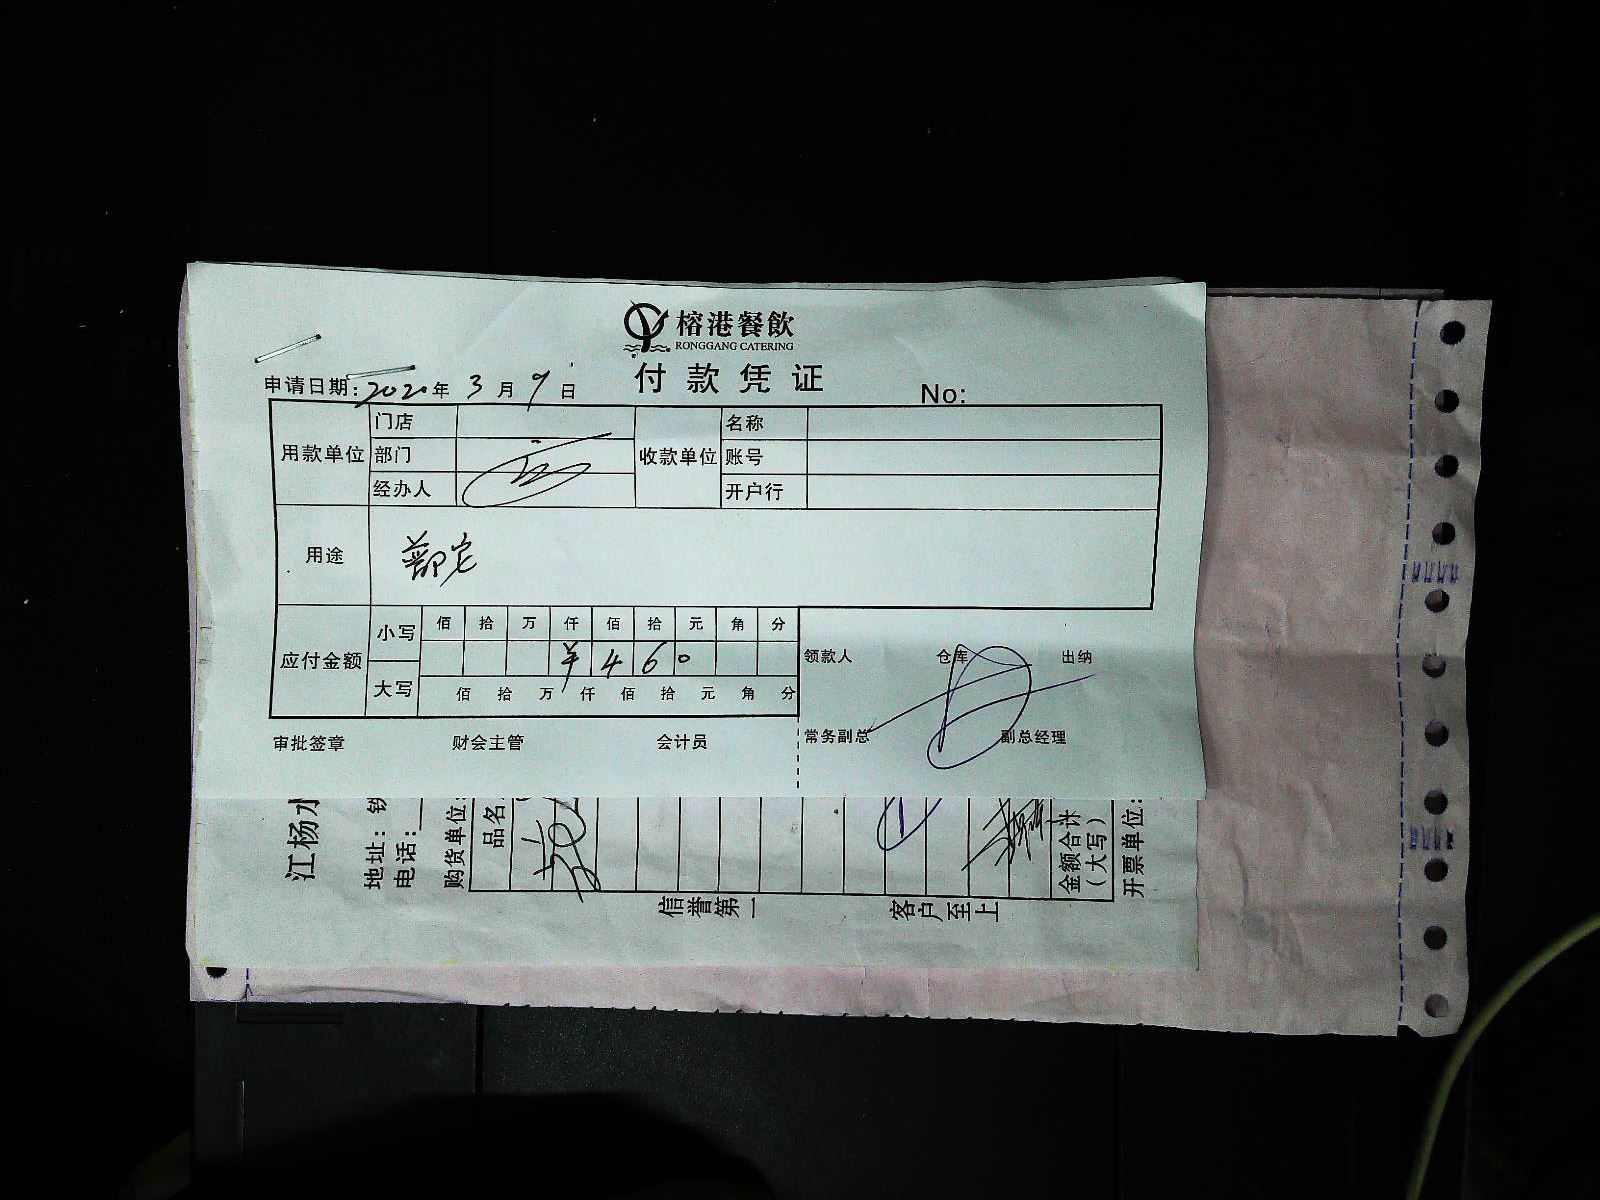 榕港餐飲
RONGGANG CATERING
付款凭证
申请日期:2020年3月9日
No:
用款单位
门店
部门
经办人
收款单位
名称
账号
开户行
用途
应付金额
小写
佰 拾 万 仟 佰 拾 元 角 分
¥ 4 6 0
大写
佰 拾 万 仟 佰 拾 元 角 分
领款人 仓库 出纳
审批签章 财会主管 会计员 常务副总 副总经理
江杨水
地址:铁
电话:
购货单位:
品名
金额合计
(大写)
开票单位:
信誉第一 客户至上